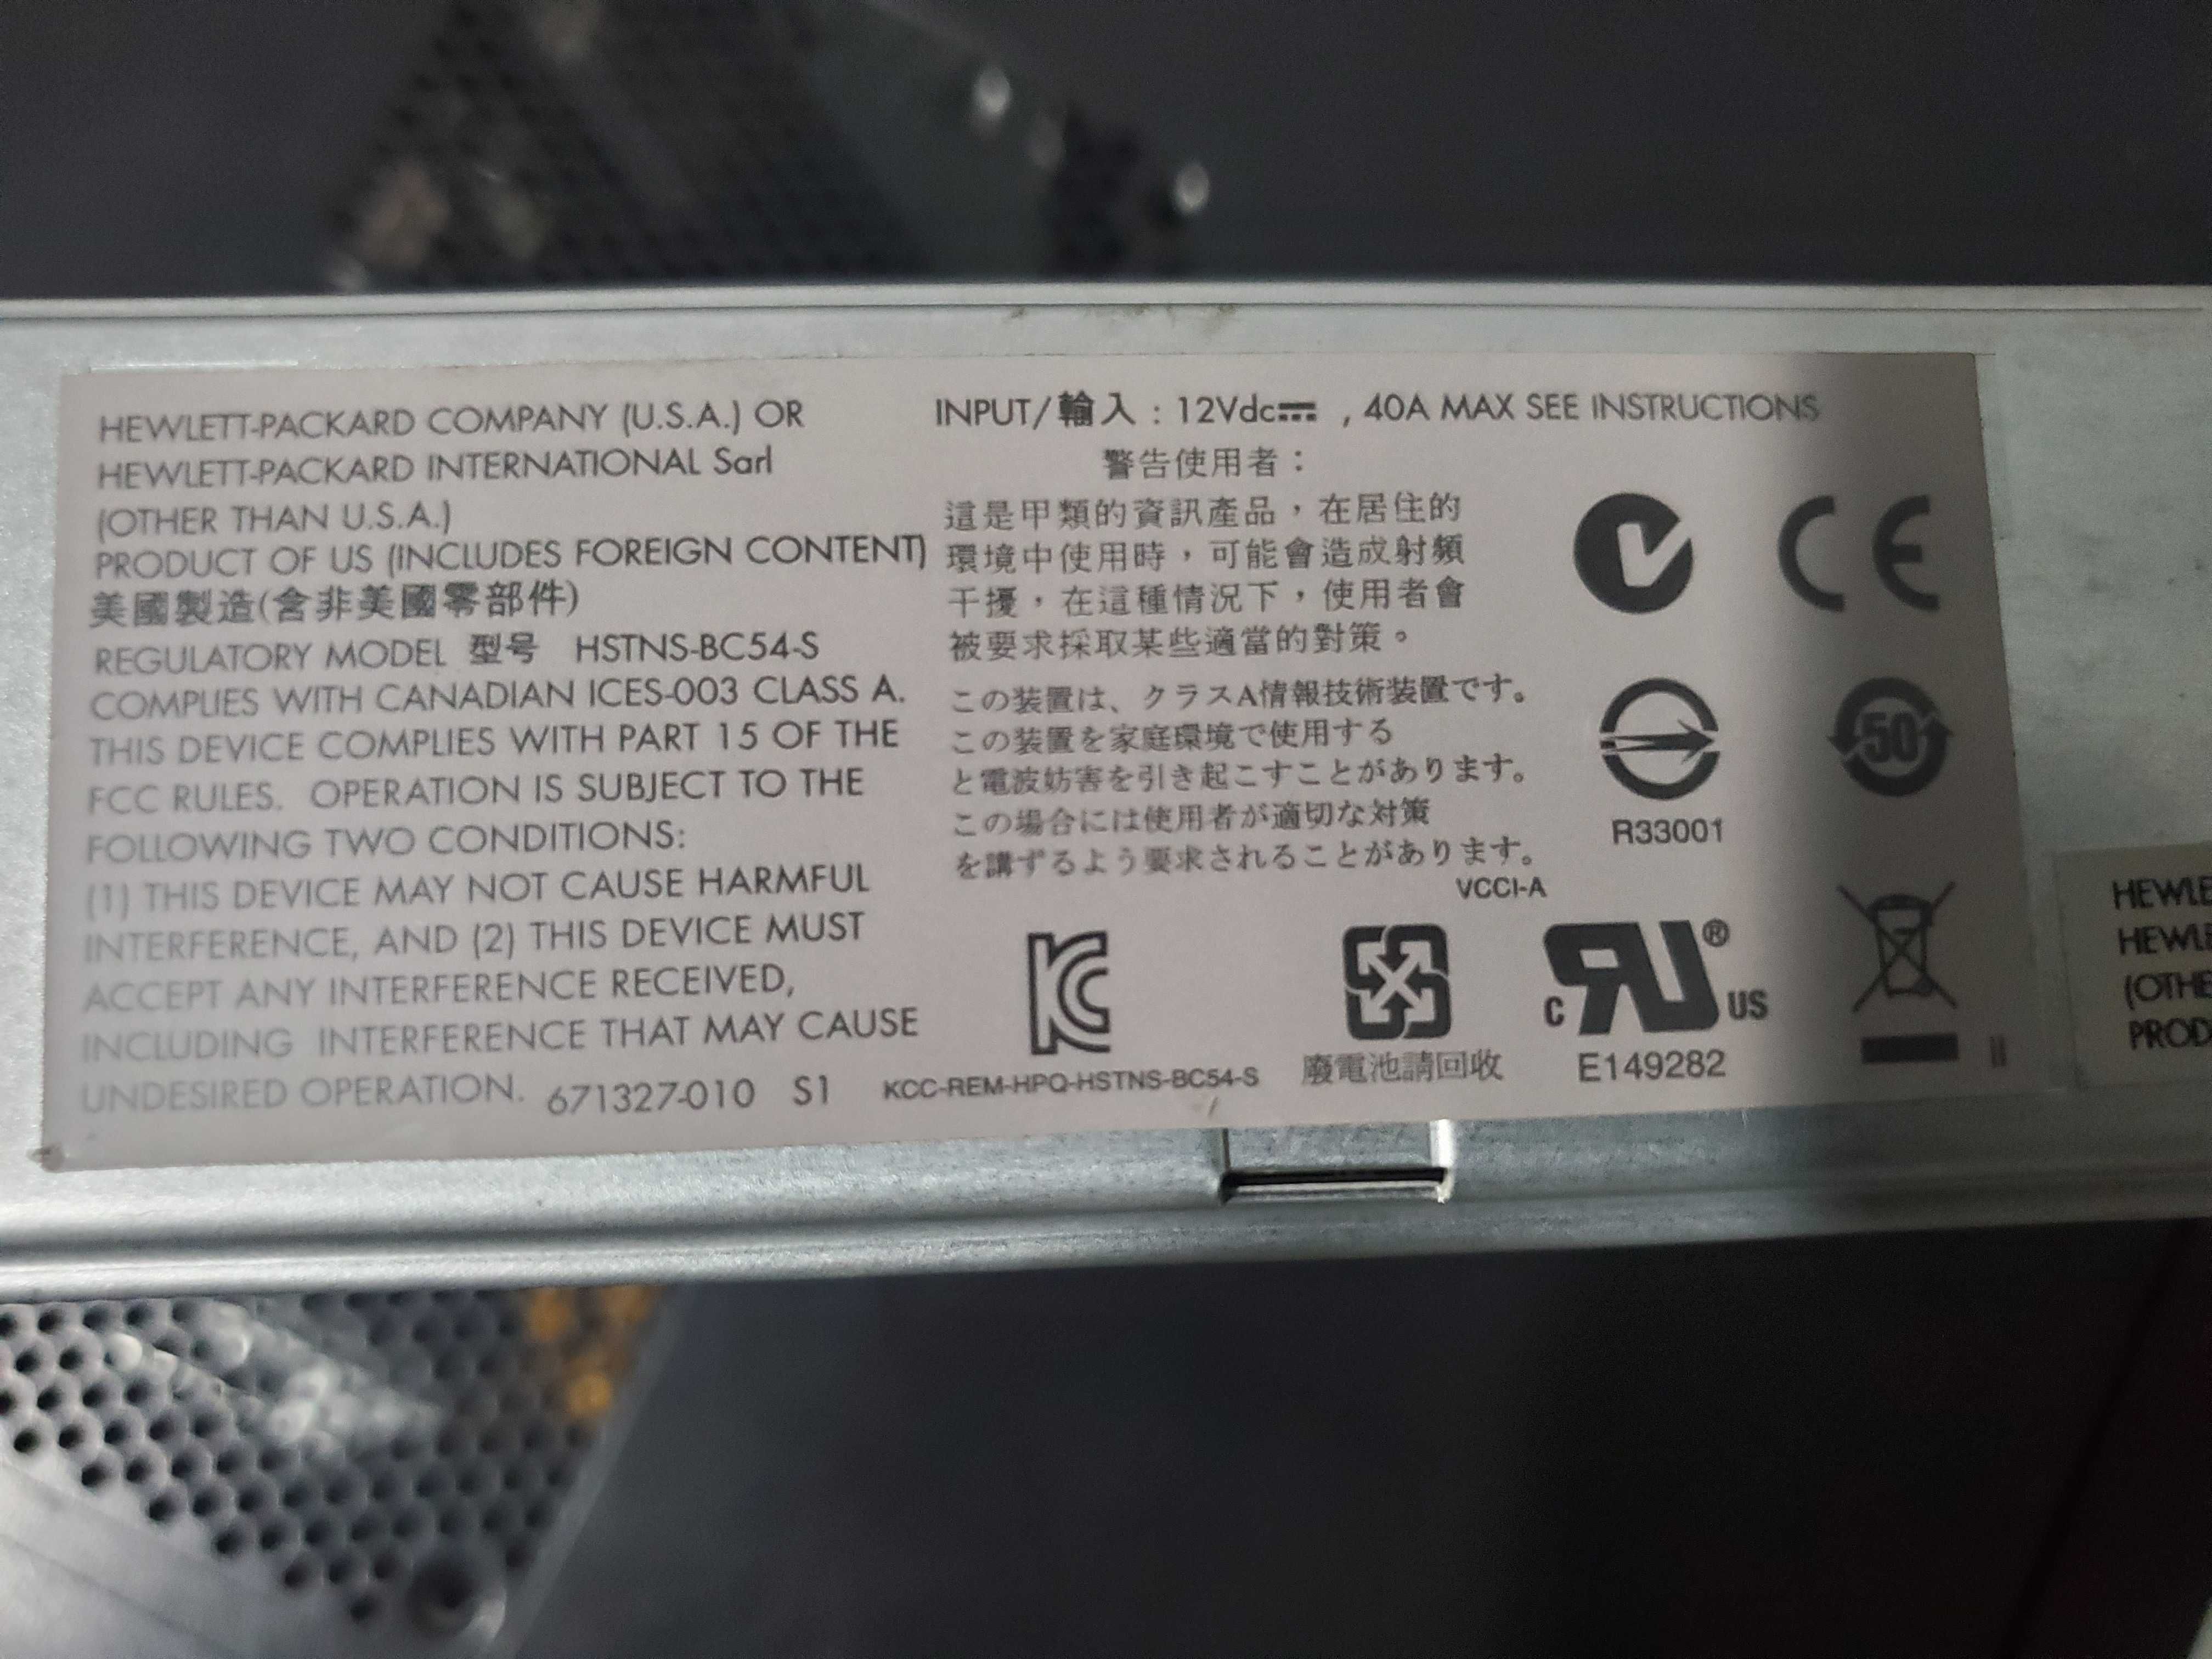 HEWLETT-PACKARD COMPANY (U.S.A.) OR
HEWLETT-PACKARD INTERNATIONAL Sarl
(OTHER THAN U.S.A.)
PRODUCT OF US (INCLUDES FOREIGN CONTENT)
美國製造(含非美國零部件)
REGULATORY MODEL 型号 HSTNS-BC54-S
COMPLIES WITH CANADIAN ICES-003 CLASS A.
THIS DEVICE COMPLIES WITH PART 15 OF THE
FCC RULES. OPERATION IS SUBJECT TO THE
FOLLOWING TWO CONDITIONS:
(1) THIS DEVICE MAY NOT CAUSE HARMFUL
INTERFERENCE, AND (2) THIS DEVICE MUST
ACCEPT ANY INTERFERENCE RECEIVED,
INCLUDING INTERFERENCE THAT MAY CAUSE
UNDESIRED OPERATION. 671327-010 S1
INPUT/輸入 : 12Vdc⎓ , 40A MAX SEE INSTRUCTIONS
警告使用者：
這是甲類的資訊產品，在居住的
環境中使用時，可能會造成射頻
干擾，在這種情況下，使用者會
被要求採取某些適當的對策。
この装置は、クラスA情報技術装置です。
この装置を家庭環境で使用する
と電波妨害を引き起こすことがあります。
この場合には使用者が適切な対策
を講ずるよう要求されることがあります。
VCCI-A
CE
50
R33001
KC
KCC-REM-HPQ-HSTNS-BC54-S
廢電池請回收
c RU ® US
E149282
HEWLE
HEWLE
(OTHE
PROD